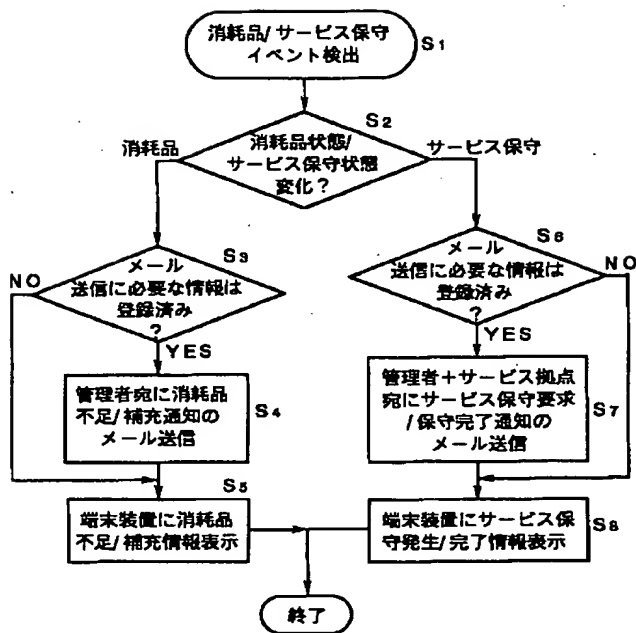 消耗品/サービス保守
イベント検出
S1
S2
消耗品状態/
サービス保守状態
変化?
消耗品
サービス保守
S3
メール
送信に必要な情報は
登録済み
?
NO
YES
S6
メール
送信に必要な情報は
登録済み
?
NO
YES
管理者宛に消耗品
不足/補充通知の
メール送信
S4
管理者+サービス拠点
宛にサービス保守要求
/保守完了通知の
メール送信
S7
S5
端末装置に消耗品
不足/補充情報表示
端末装置にサービス保
守発生/完了情報表示
S8
終了